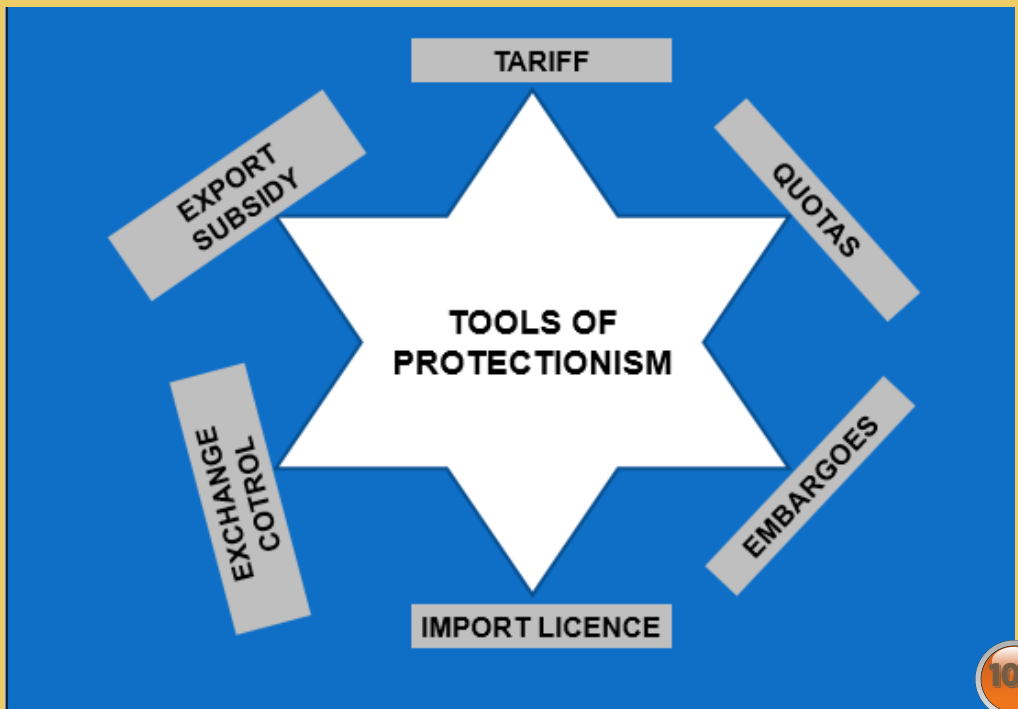 TARIFF
EXPORT
SUBSIDY
QUOTAS
TOOLS OF
PROTECTIONISM
EXCHANGE
COTROL
EMBARGOES
IMPORT LICENCE
10